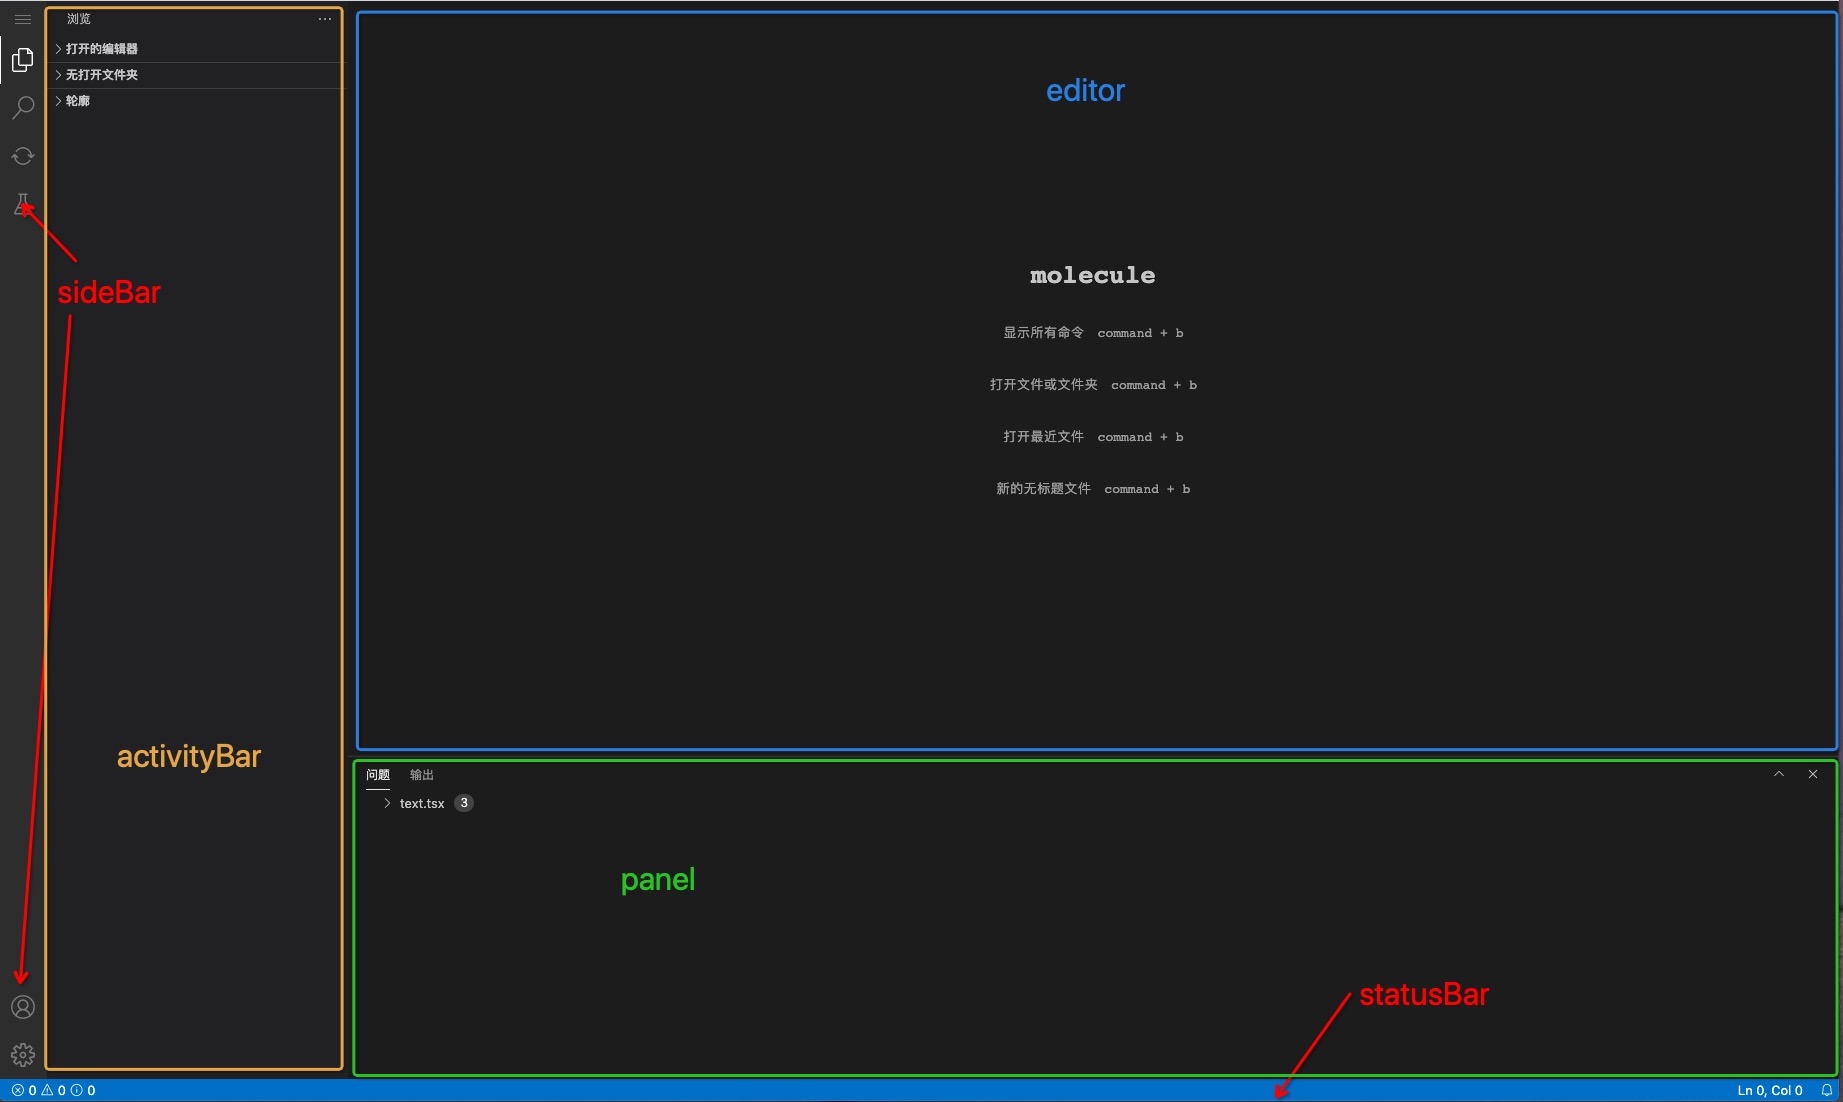 浏览
打开的编辑器
无打开文件夹
轮廓
sideBar
activityBar
editor
molecule
显示所有命令 command + b
打开文件或文件夹 command + b
打开最近文件 command + b
新的无标题文件 command + b
问题 输出
text.tsx 3
panel
statusBar
0 0 0
Ln 0, Col 0